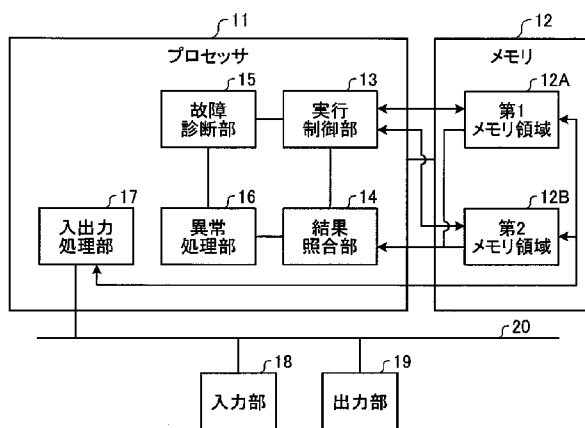 11
12
プロセッサ
メモリ
15
13
12A
故障
診断部
実行
制御部
第1
メモリ領域
17
16
14
12B
入出力
処理部
異常
処理部
結果
照合部
第2
メモリ領域
20
18
19
入力部
出力部